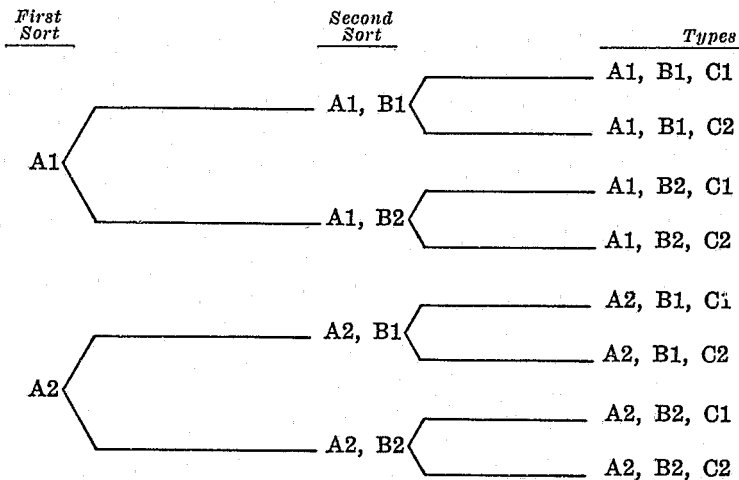 First Sort
Second Sort
Types
A1, B1, C1
A1, B1
A1, B1, C2
A1
A1, B2, C1
A1, B2
A1, B2, C2
A2, B1, Ci
A2, B1
A2, B1, C2
A2
A2, B2, C1
A2, B2
A2, B2, C2